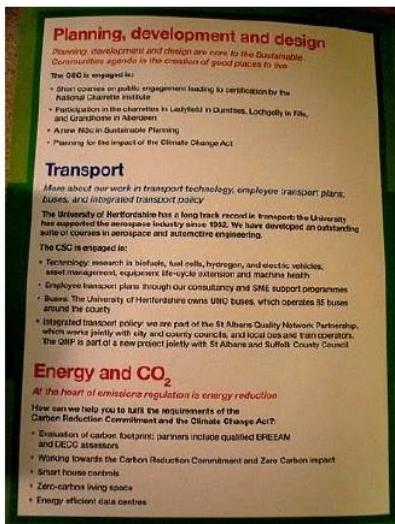 Planning, development and design
Planning, development and design are core to the Sustainable
Communities agenda in the creation of good places to live
The CSC is engaged in:
• Short courses on public engagement leading to certification by the
National Charrette Institute
• Participation in the charrettes in Ladyfield in Dumfries, Lochgelly in Fife,
and Grandhome in Aberdeen
• A new MSc in Sustainable Planning
• Planning for the impact of the Climate Change Act
Transport
More about our work in transport technology, employee transport plans,
buses, and integrated transport policy
The University of Hertfordshire has a long track record in transport: the University
has supported the aerospace industry since 1952. We have developed an outstanding
suite of courses in aerospace and automotive engineering.
The CSC is engaged in:
• Technology: research in biofuels, fuel cells, hydrogen, and electric vehicles,
asset management, equipment life-cycle extension and machine health
• Employee transport plans through our consultancy and SME support programmes
• Buses: The University of Hertfordshire owns UNO buses, which operates 85 buses
around the county
• Integrated transport policy: we are part of the St Albans Quality Network Partnership,
which works jointly with city and county councils, and local bus and train operators.
The QNP is part of a new project jointly with St Albans and Suffolk County Council
Energy and CO2
At the heart of emissions regulation is energy reduction
How can we help you to fulfil the requirements of the
Carbon Reduction Commitment and the Climate Change Act?:
• Evaluation of carbon footprint: partners include qualified BREEAM
and DECC assessors
• Working towards the Carbon Reduction Commitment and Zero Carbon impact
• Smart house controls
• Zero-carbon living space
• Energy efficient data centres